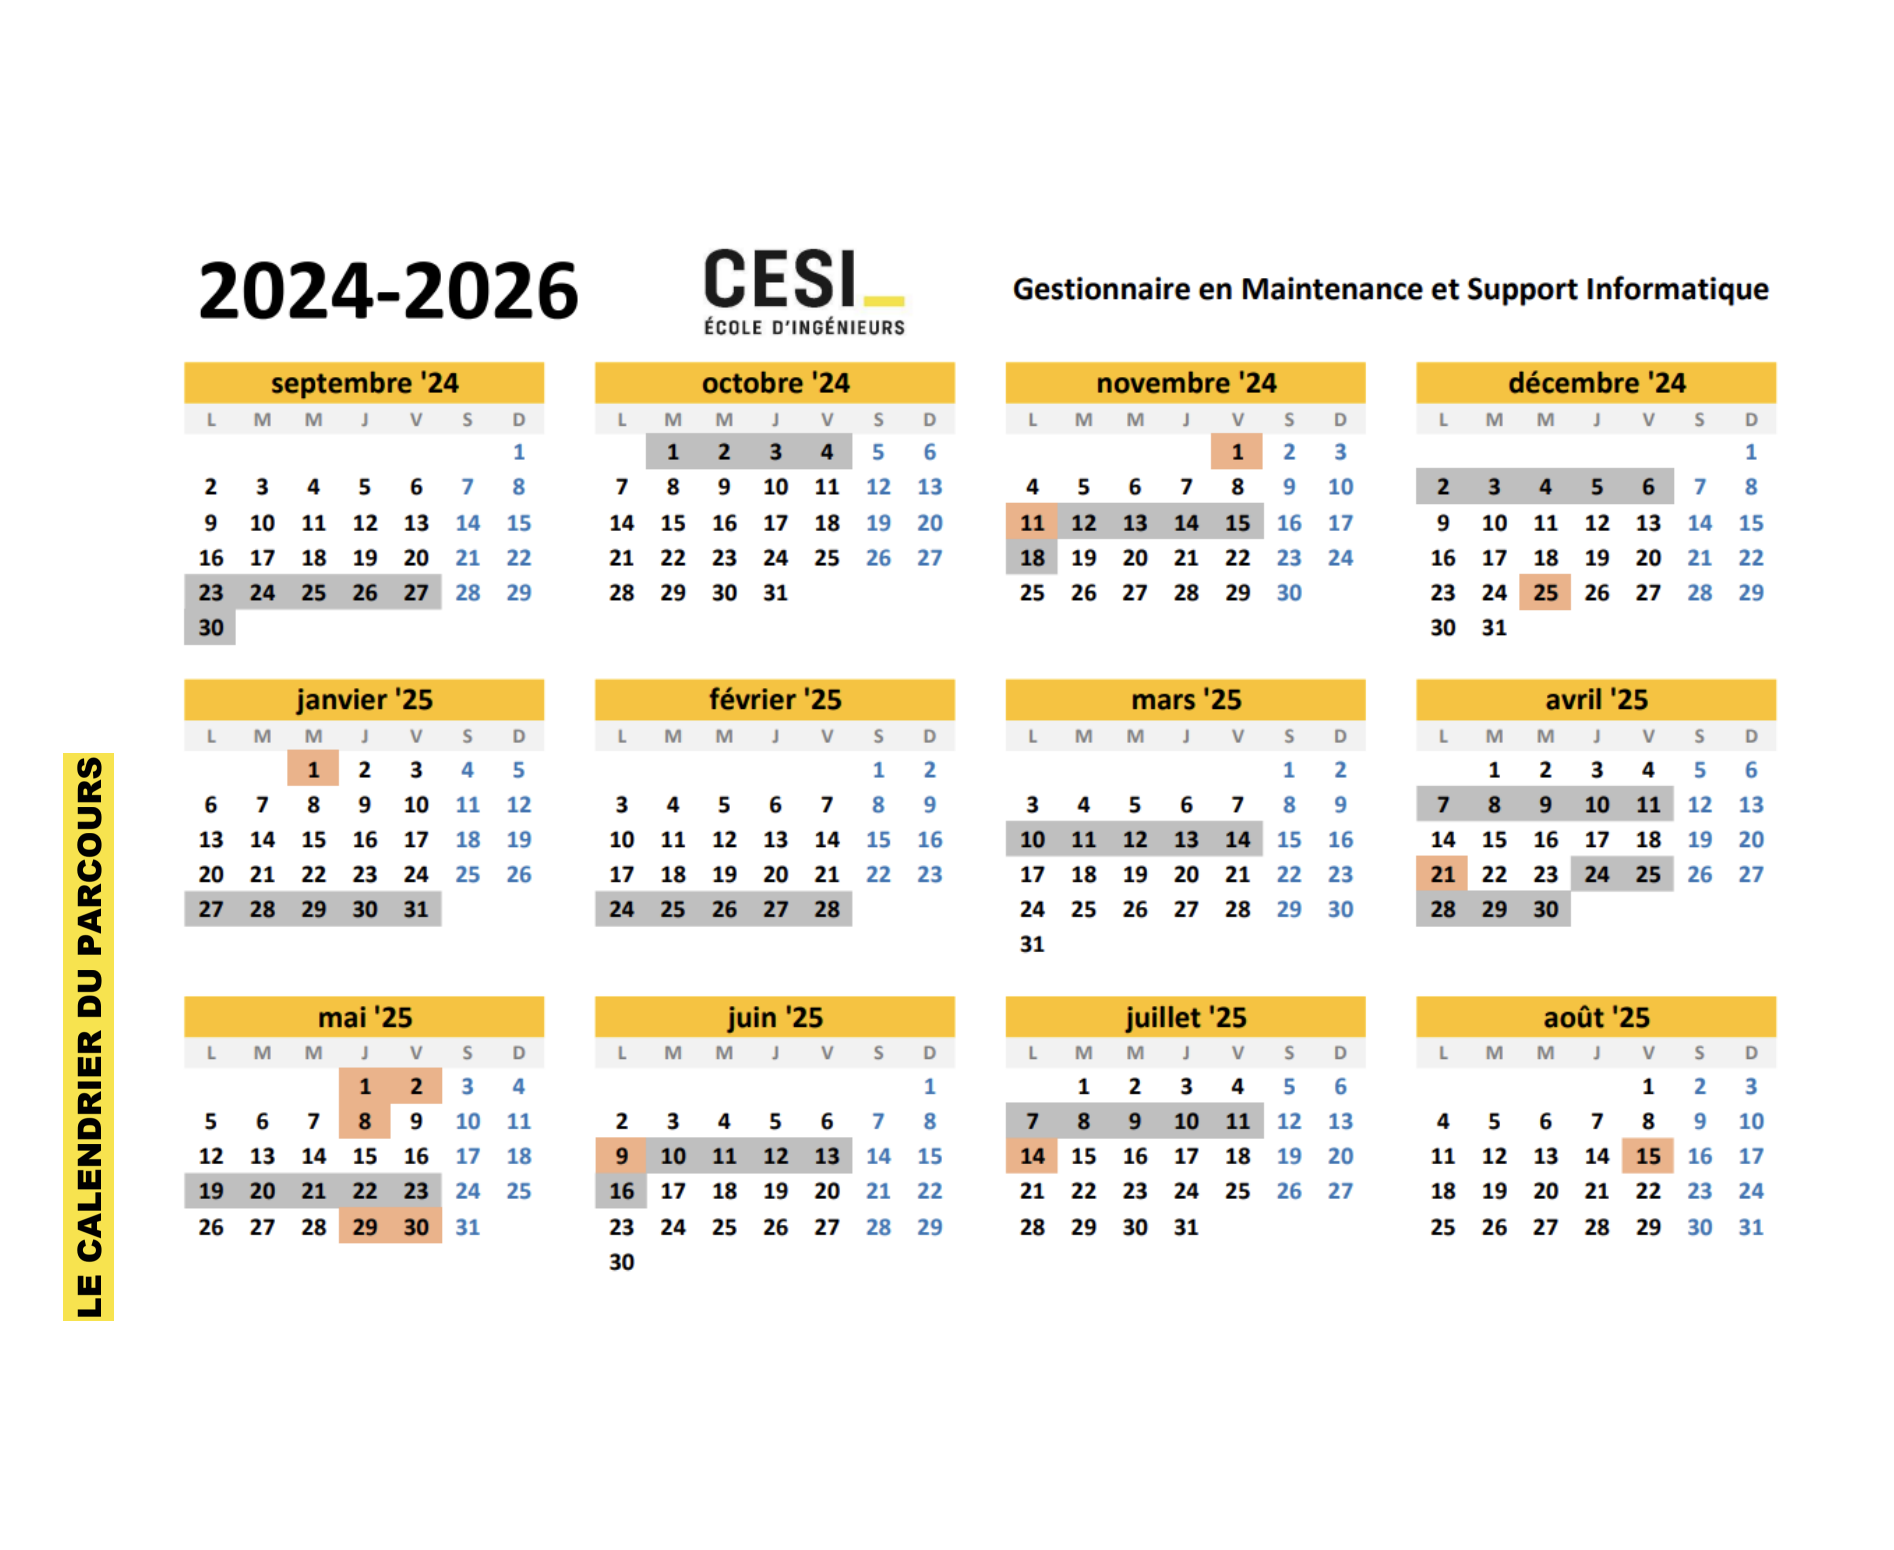 2024-2026
CESI_
ÉCOLE D'INGÉNIEURS
Gestionnaire en Maintenance et Support Informatique
LE CALENDRIER DU PARCOURS
septembre '24
L M M J V S D
1
2 3 4 5 6 7 8
9 10 11 12 13 14 15
16 17 18 19 20 21 22
23 24 25 26 27 28 29
30
octobre '24
L M M J V S D
1 2 3 4 5 6
7 8 9 10 11 12 13
14 15 16 17 18 19 20
21 22 23 24 25 26 27
28 29 30 31
novembre '24
L M M J V S D
1 2 3
4 5 6 7 8 9 10
11 12 13 14 15 16 17
18 19 20 21 22 23 24
25 26 27 28 29 30
décembre '24
L M M J V S D
1
2 3 4 5 6 7 8
9 10 11 12 13 14 15
16 17 18 19 20 21 22
23 24 25 26 27 28 29
30 31
janvier '25
L M M J V S D
1 2 3 4 5
6 7 8 9 10 11 12
13 14 15 16 17 18 19
20 21 22 23 24 25 26
27 28 29 30 31
février '25
L M M J V S D
1 2
3 4 5 6 7 8 9
10 11 12 13 14 15 16
17 18 19 20 21 22 23
24 25 26 27 28
mars '25
L M M J V S D
1 2
3 4 5 6 7 8 9
10 11 12 13 14 15 16
17 18 19 20 21 22 23
24 25 26 27 28 29 30
31
avril '25
L M M J V S D
1 2 3 4 5 6
7 8 9 10 11 12 13
14 15 16 17 18 19 20
21 22 23 24 25 26 27
28 29 30
mai '25
L M M J V S D
1 2 3 4
5 6 7 8 9 10 11
12 13 14 15 16 17 18
19 20 21 22 23 24 25
26 27 28 29 30 31
juin '25
L M M J V S D
1
2 3 4 5 6 7 8
9 10 11 12 13 14 15
16 17 18 19 20 21 22
23 24 25 26 27 28 29
30
juillet '25
L M M J V S D
1 2 3 4 5 6
7 8 9 10 11 12 13
14 15 16 17 18 19 20
21 22 23 24 25 26 27
28 29 30 31
août '25
L M M J V S D
1 2 3
4 5 6 7 8 9 10
11 12 13 14 15 16 17
18 19 20 21 22 23 24
25 26 27 28 29 30 31